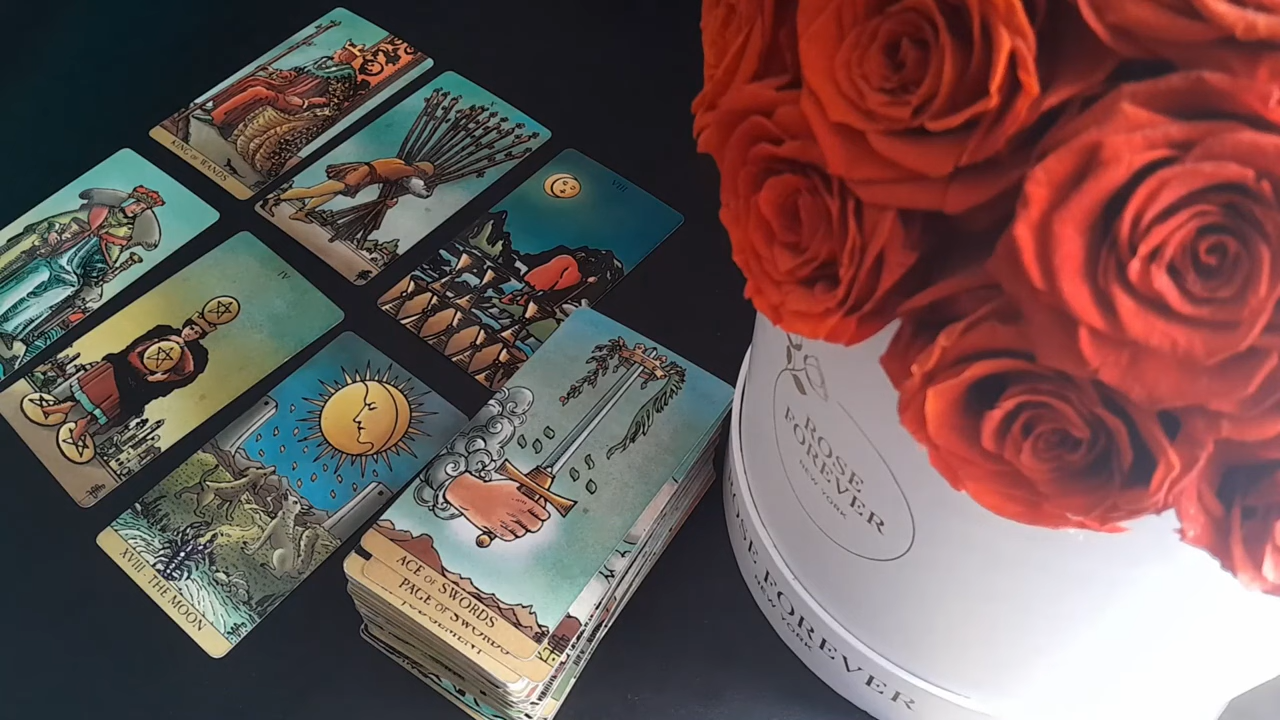 KING OF WANDS
X
VIII
IV
XVIII . THE MOON
ACE OF SWORDS
PAGE OF SWORDS
JUDGEMENT
ROSE
FOREVER
NEW YORK
ROSE FOREVER
NEW YORK